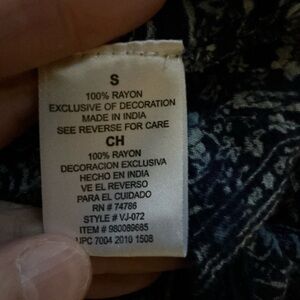 S
100% RAYON
EXCLUSIVE OF DECORATION
MADE IN INDIA
SEE REVERSE FOR CARE
CH
100% RAYON
DECORACION EXCLUSIVA
HECHO EN INDIA
VE EL REVERSO
PARA EL CUIDADO
RN # 74786
STYLE # VJ-072
ITEM # 980089685
UPC 7004 2010 1508